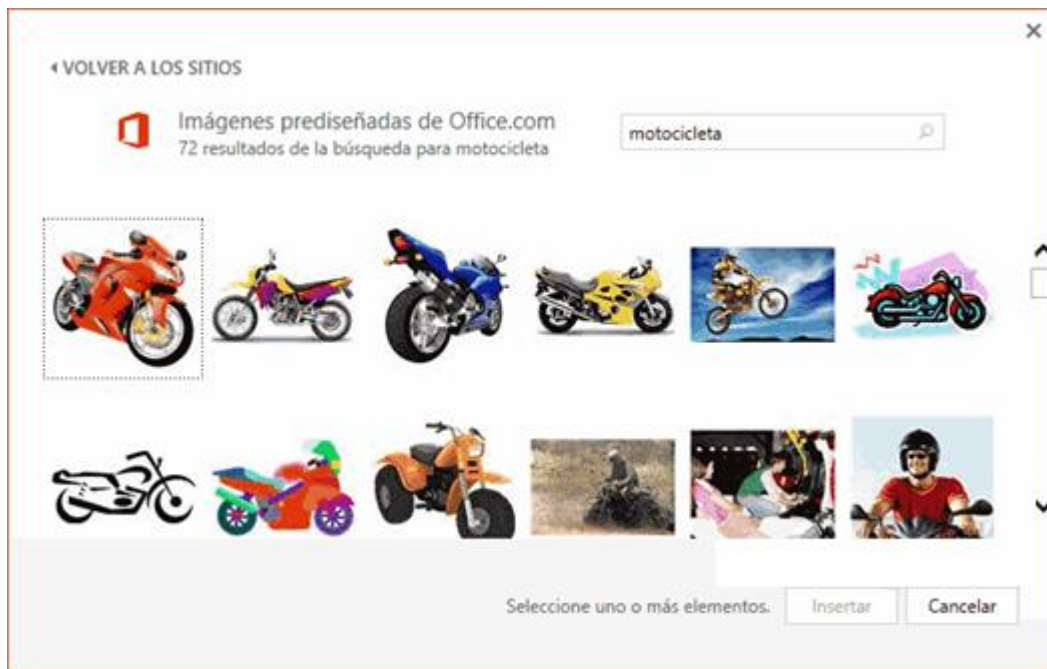 VOLVER A LOS SITIOS
Imágenes prediseñadas de Office.com
72 resultados de la búsqueda para motocicleta
motocicleta
Seleccione uno o más elementos.
Insertar
Cancelar